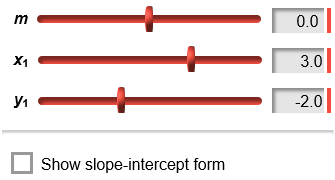 m 0.0
x₁ 3.0
y₁ -2.0
Show slope-intercept form